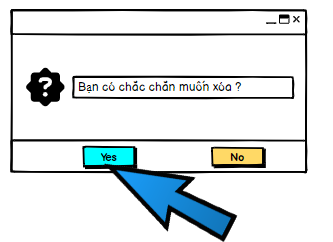 Bạn có chắc chắn muốn xóa ?
Yes
No